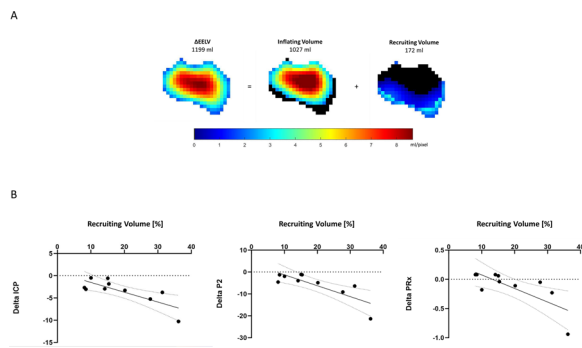 A
ΔEELV
1199 ml
Inflating Volume
1027 ml
Recruiting Volume
172 ml
= +
0 1 2 3 4 5 6 7 8 ml/pixel
B
Recruiting Volume [%]
0 10 20 30 40
5
0
-5
-10
-15
Delta ICP
Recruiting Volume [%]
0 10 20 30 40
10
0
-10
-20
-30
Delta P2
Recruiting Volume [%]
0 10 20 30 40
0.5
0.0
-0.5
-1.0
Delta PRx